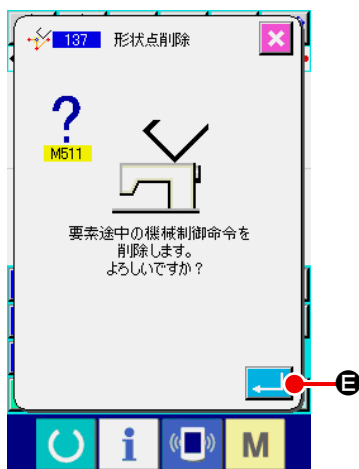 137 形状点削除
?
M511
要素途中の機械制御命令を
削除します。
よろしいですか？
E
i
M